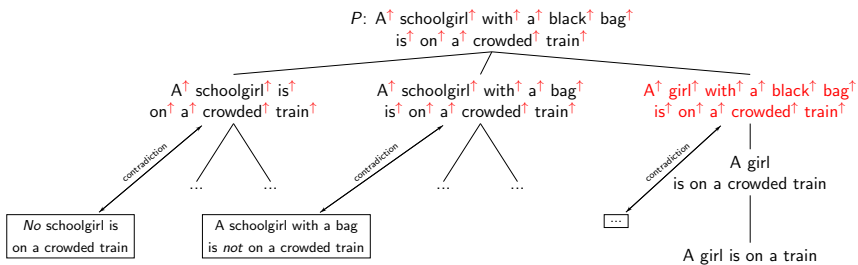 P: A↑ schoolgirl↑ with↑ a↑ black↑ bag↑
is↑ on↑ a↑ crowded↑ train↑
A↑ schoolgirl↑ is↑
on↑ a↑ crowded↑ train↑
A↑ schoolgirl↑ with↑ a↑ bag↑
is↑ on↑ a↑ crowded↑ train↑
A↑ girl↑ with↑ a↑ black↑ bag↑
is↑ on↑ a↑ crowded↑ train↑
contradiction
contradiction
contradiction
A girl
is on a crowded train
... ... ... ...
No schoolgirl is
on a crowded train
A schoolgirl with a bag
is not on a crowded train
...
A girl is on a train